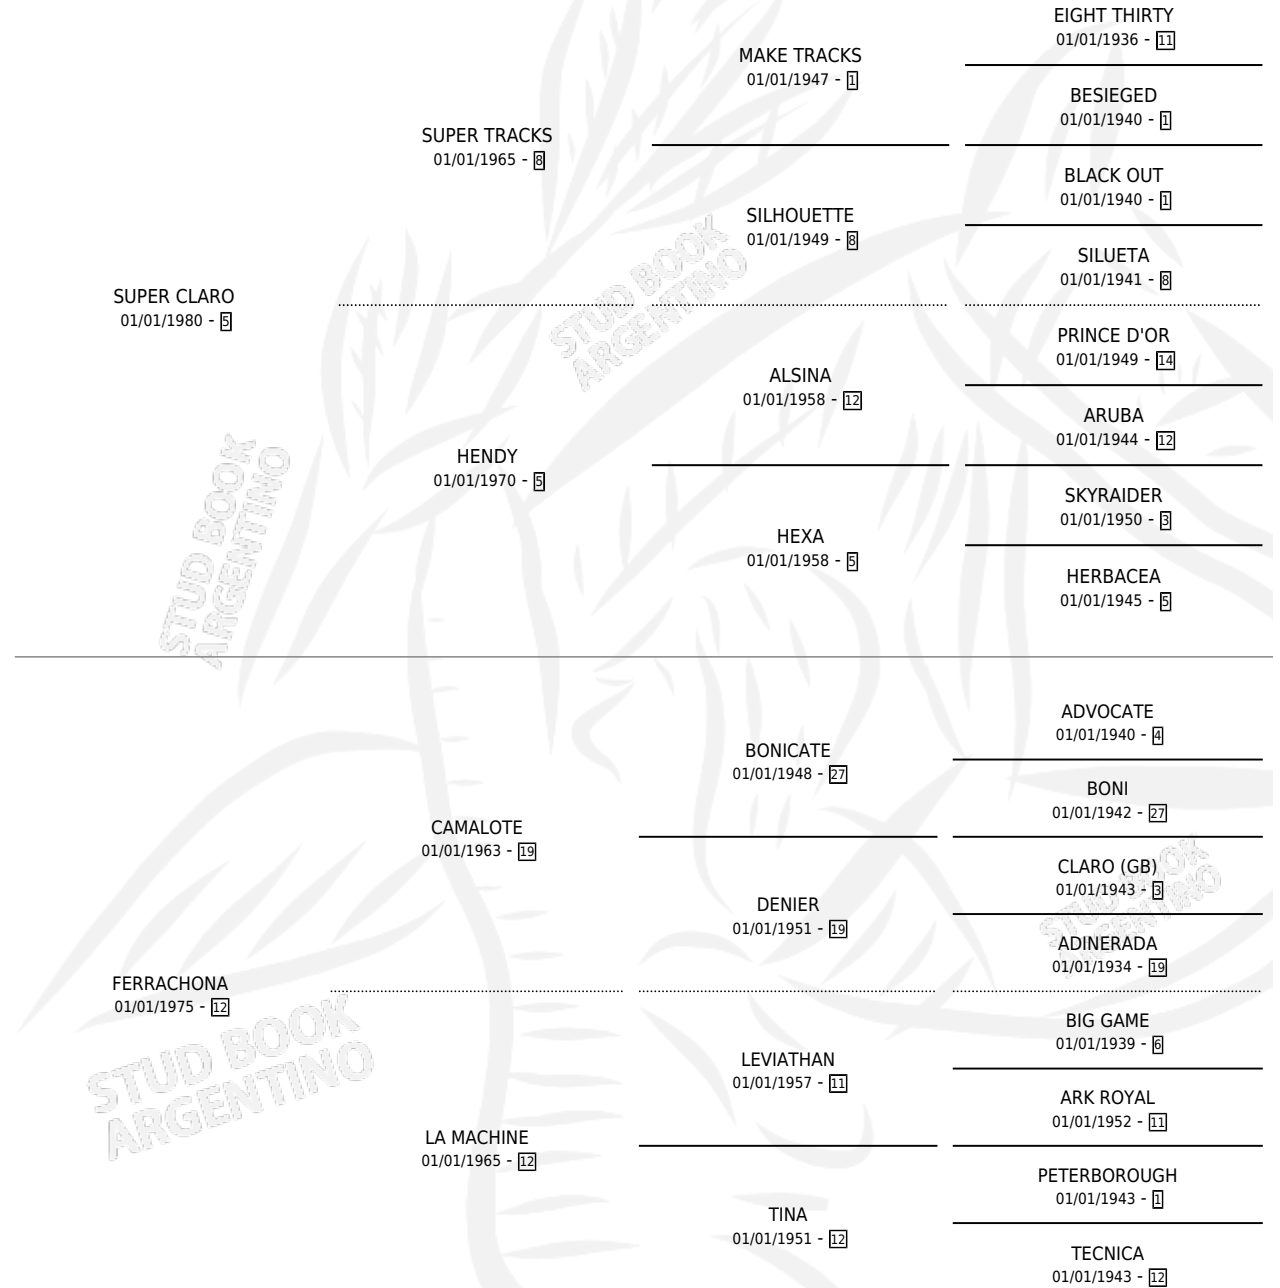 EIGHT THIRTY
01/01/1936 - 11
MAKE TRACKS
01/01/1947 - 1
BESIEGED
01/01/1940 - 1
SUPER TRACKS
01/01/1965 - 8
BLACK OUT
01/01/1940 - 1
SILHOUETTE
01/01/1949 - 8
SILUETA
01/01/1941 - 8
SUPER CLARO
01/01/1980 - 5
PRINCE D'OR
01/01/1949 - 14
ALSINA
01/01/1958 - 12
ARUBA
01/01/1944 - 12
HENDY
01/01/1970 - 5
SKYRAIDER
01/01/1950 - 3
HEXA
01/01/1958 - 5
HERBACEA
01/01/1945 - 5
ADVOCATE
01/01/1940 - 4
BONICATE
01/01/1948 - 27
BONI
01/01/1942 - 27
CAMALOTE
01/01/1963 - 19
CLARO (GB)
01/01/1943 - 3
DENIER
01/01/1951 - 19
ADINERADA
01/01/1934 - 19
FERRACHONA
01/01/1975 - 12
BIG GAME
01/01/1939 - 6
LEVIATHAN
01/01/1957 - 11
ARK ROYAL
01/01/1952 - 11
LA MACHINE
01/01/1965 - 12
PETERBOROUGH
01/01/1943 - 1
TINA
01/01/1951 - 12
TECNICA
01/01/1943 - 12
STUD BOOK
ARGENTINO
STUD BOOK
ARGENTINO
STUD BOOK
ARGENTINO
STUD BOOK
ARGENTINO